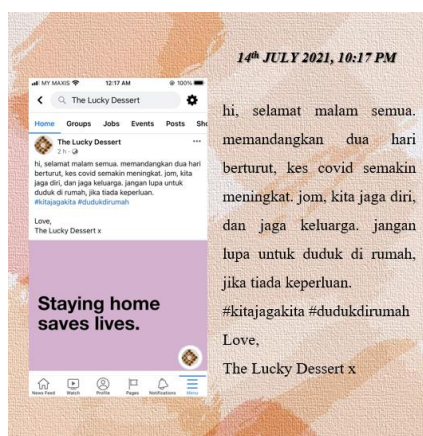 14th JULY 2021, 10:17 PM
MY MAXIS 12:17 AM 100%
The Lucky Dessert
Home Groups Jobs Events Posts Sho
The Lucky Dessert
2 h
hi, selamat malam semua. memandangkan dua hari
berturut, kes covid semakin meningkat. jom, kita
jaga diri, dan jaga keluarga. jangan lupa untuk
duduk di rumah, jika tiada keperluan.
#kitajagakita #dudukdirumah
Love,
The Lucky Dessert x
Staying home
saves lives.
News Feed Watch Profile Pages Notifications Menu
hi, selamat malam semua.
memandangkan dua hari
berturut, kes covid semakin
meningkat. jom, kita jaga diri,
dan jaga keluarga. jangan
lupa untuk duduk di rumah,
jika tiada keperluan.
#kitajagakita #dudukdirumah
Love,
The Lucky Dessert x